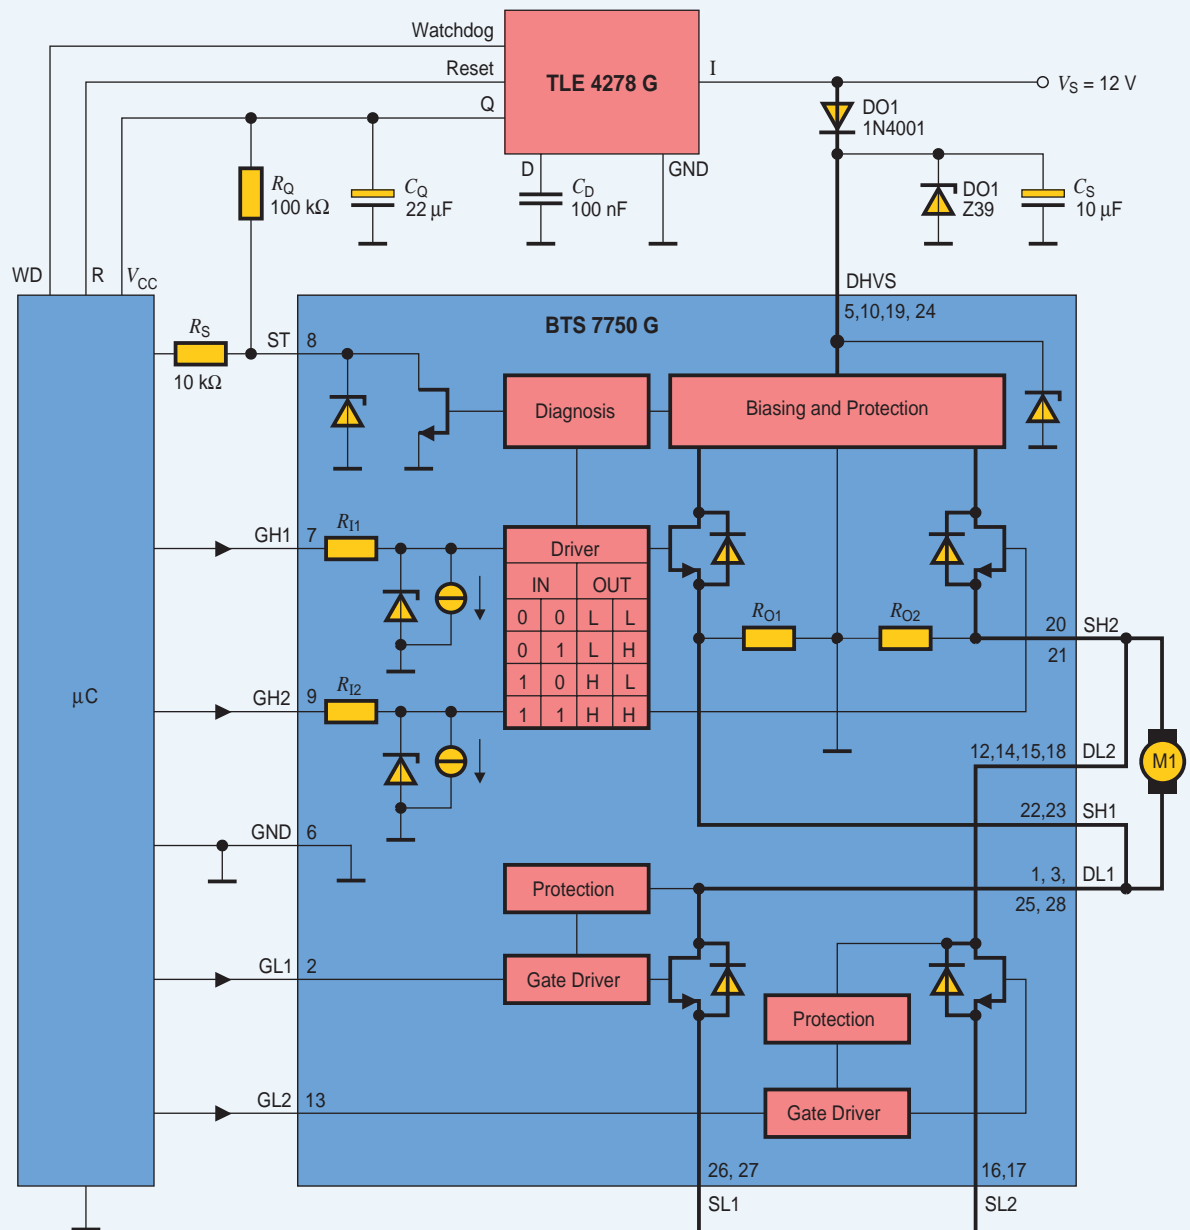 Watchdog
Reset
Q
TLE 4278 G
I
VS = 12 V
DO1
1N4001
D
GND
RQ
100 kΩ
CQ
22 µF
CD
100 nF
DO1
Z39
CS
10 µF
WD
R
VCC
DHVS
5,10,19, 24
BTS 7750 G
RS
10 kΩ
ST
8
Diagnosis
Biasing and Protection
GH1
7
RI1
Driver
IN OUT
0 0 L L
0 1 L H
1 0 H L
1 1 H H
RO1
RO2
20
SH2
21
µC
GH2
9
RI2
12,14,15,18
DL2
M1
22,23
SH1
GND
6
Protection
1, 3,
DL1
25, 28
GL1
2
Gate Driver
Protection
GL2
13
Gate Driver
26, 27
16,17
SL1
SL2